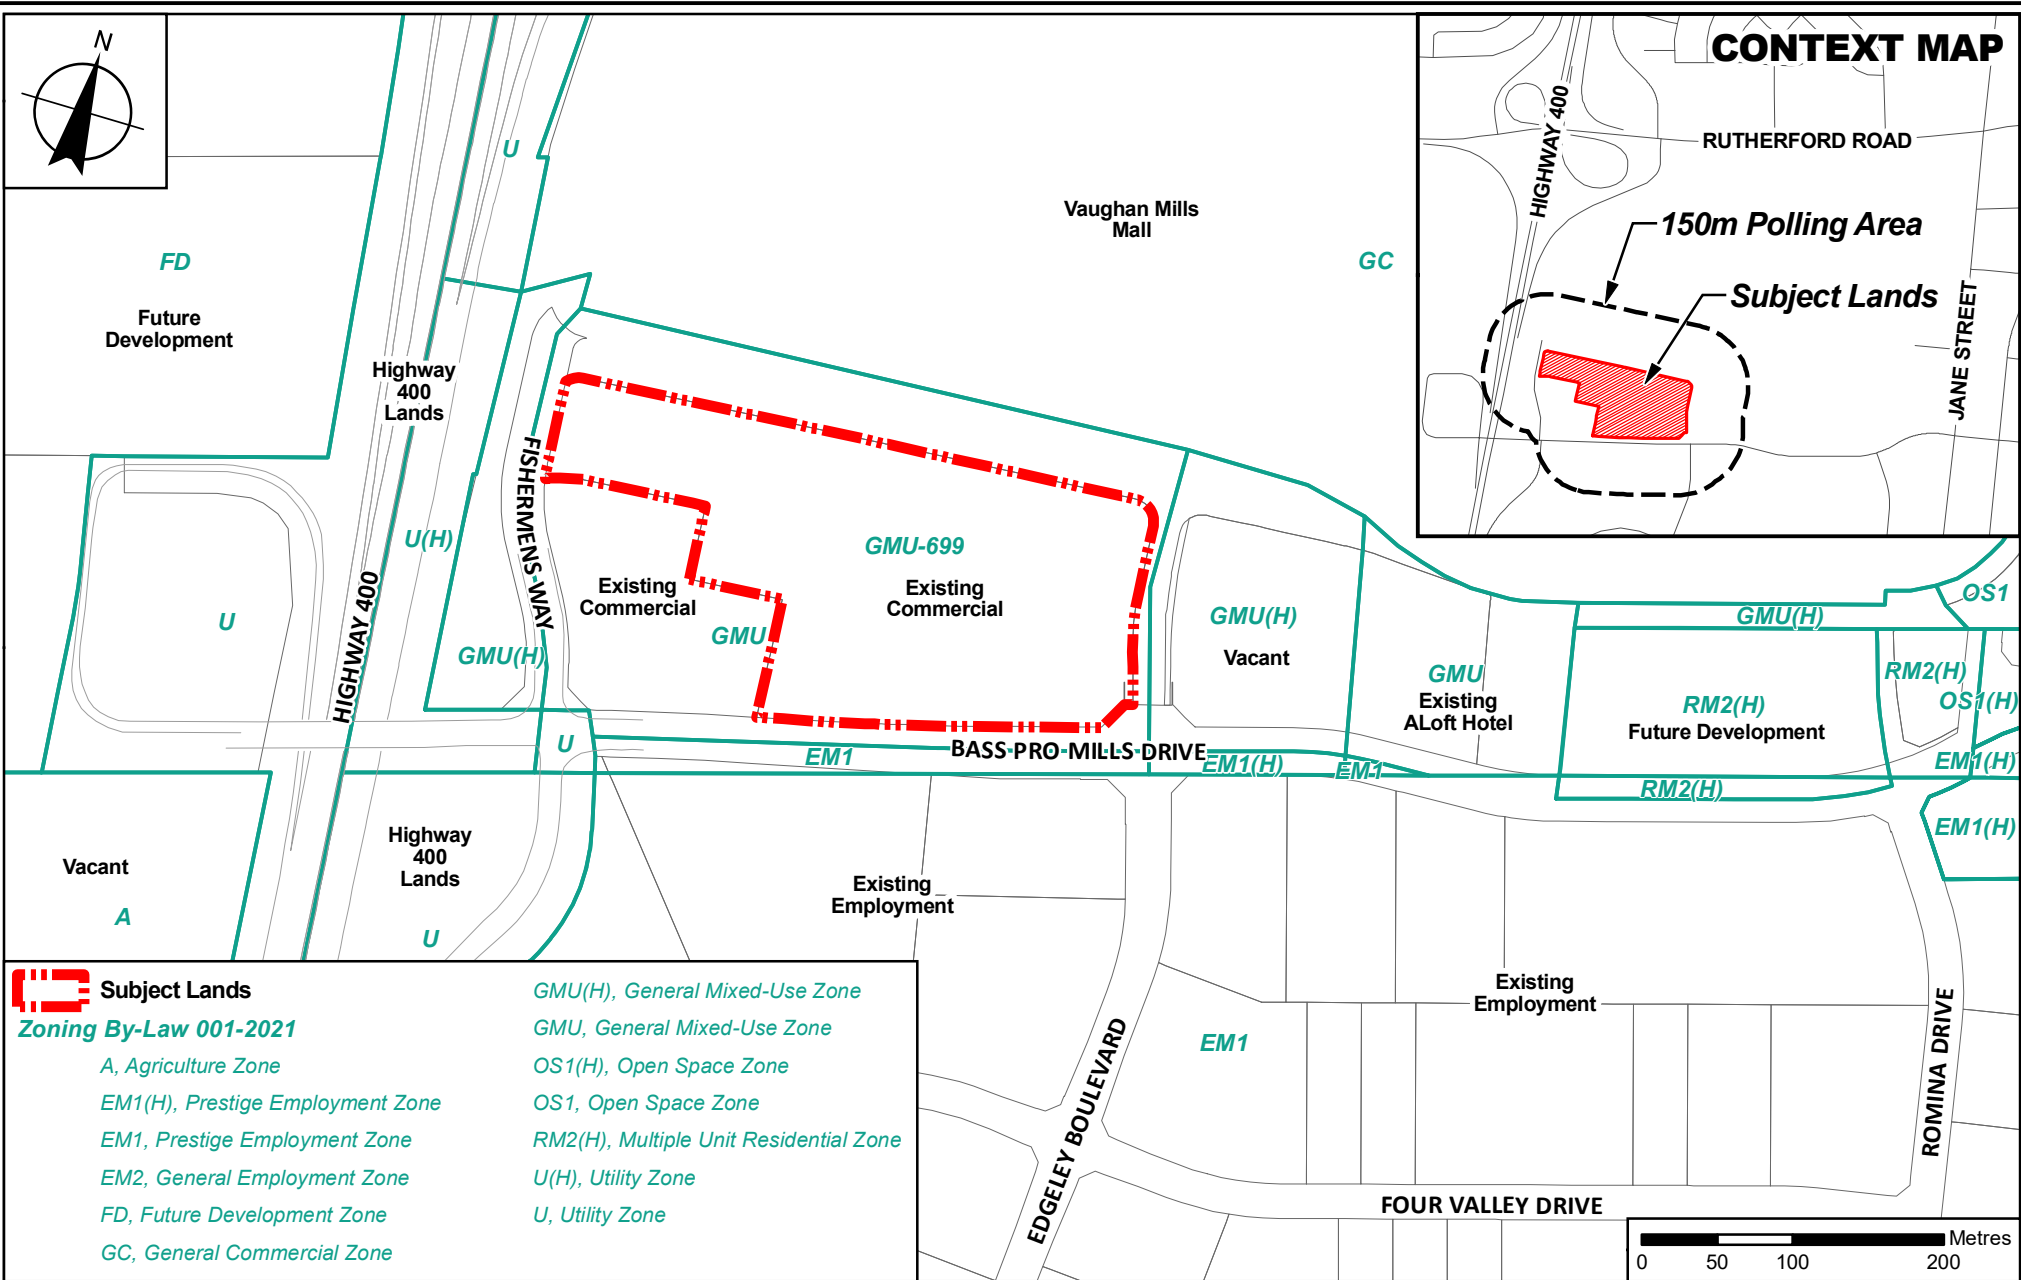 N
CONTEXT MAP
HIGHWAY 400
RUTHERFORD ROAD
150m Polling Area
Subject Lands
JANE STREET
U
Vaughan Mills
Mall
GC
FD
Future
Development
Highway
400
Lands
FISHERMENS WAY
U(H)
GMU-699
Existing
Commercial
Existing
Commercial
GMU
GMU(H)
U
HIGHWAY 400
GMU(H)
Vacant
GMU
Existing
ALoft Hotel
GMU(H)
OS1
RM2(H)
Future Development
RM2(H)
OS1(H)
U
EM1
BASS PRO MILLS DRIVE
EM1(H)
EM1
RM2(H)
EM1(H)
EM1(H)
Vacant
A
Highway
400
Lands
U
Existing
Employment
Existing
Employment
EM1
EDGELEY BOULEVARD
ROMINA DRIVE
FOUR VALLEY DRIVE
Subject Lands
Zoning By-Law 001-2021
A, Agriculture Zone
EM1(H), Prestige Employment Zone
EM1, Prestige Employment Zone
EM2, General Employment Zone
FD, Future Development Zone
GC, General Commercial Zone
GMU(H), General Mixed-Use Zone
GMU, General Mixed-Use Zone
OS1(H), Open Space Zone
OS1, Open Space Zone
RM2(H), Multiple Unit Residential Zone
U(H), Utility Zone
U, Utility Zone
Metres
0 50 100 200